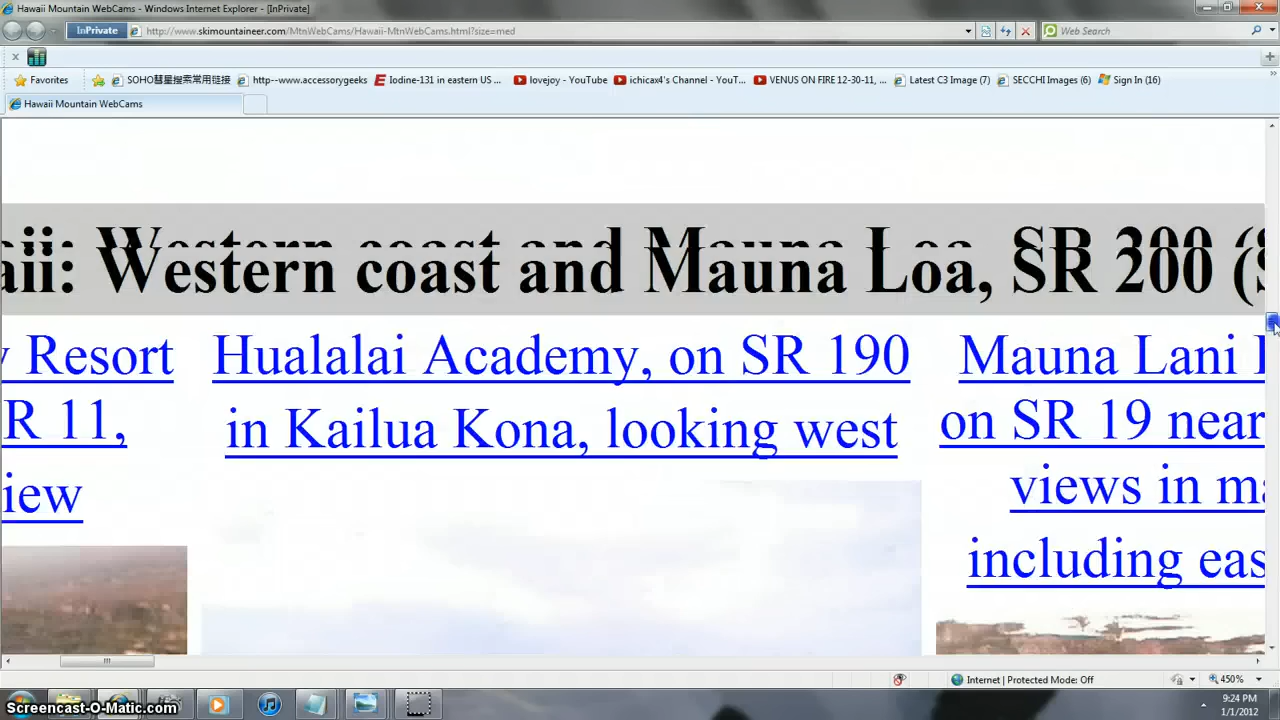 Hawaii Mountain WebCams - Windows Internet Explorer - [InPrivate]
InPrivate
http://www.skimountaineer.com/MtnWebCams/Hawaii-MtnWebCams.html?size=med
Web Search
Favorites
SOHO彗星搜索常用链接
http--www.accessorygeeks
Iodine-131 in eastern US ...
lovejoy - YouTube
ichicax4's Channel - YouT...
VENUS ON FIRE 12-30-11, ...
Latest C3 Image (7)
SECCHI Images (6)
Sign In (16)
Hawaii Mountain WebCams
aii: Western coast and Mauna Loa, SR 200 (S
y Resort
R 11,
iew
Hualalai Academy, on SR 190
in Kailua Kona, looking west
Mauna Lani
on SR 19 near
views in ma
including eas
Internet | Protected Mode: Off
450%
9:24 PM
1/1/2012
Screencast-O-Matic.com